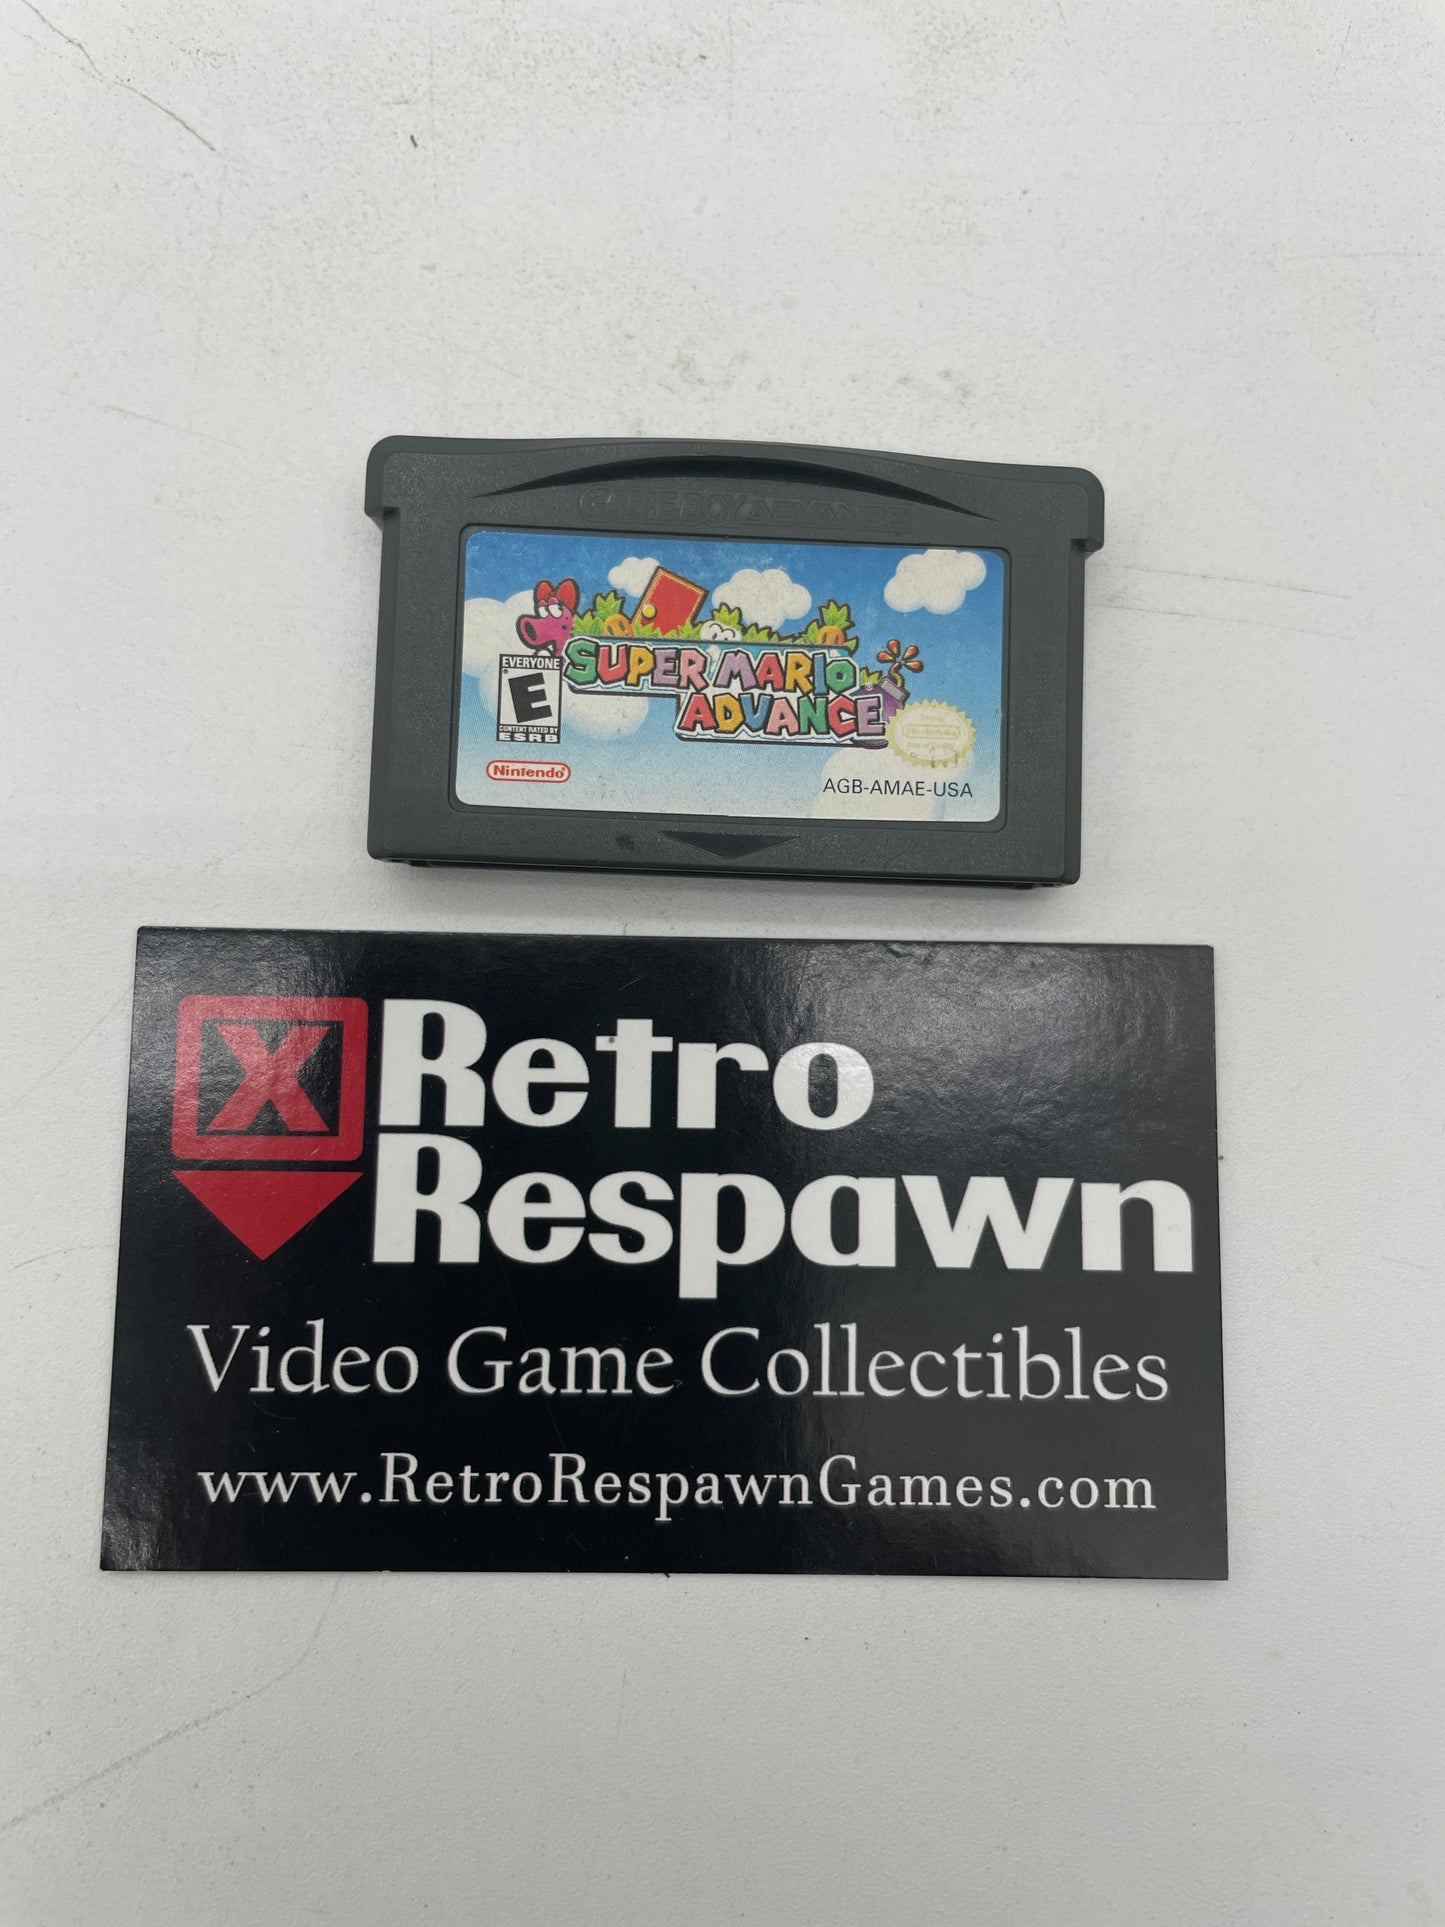 GAME BOY ADVANCE
SUPER MARIO
ADVANCE
EVERYONE
E
CONTENT RATED BY
ESRB
Nintendo
AGB-AMAE-USA
X
Retro
Respawn
Video Game Collectibles
www.RetroRespawnGames.com